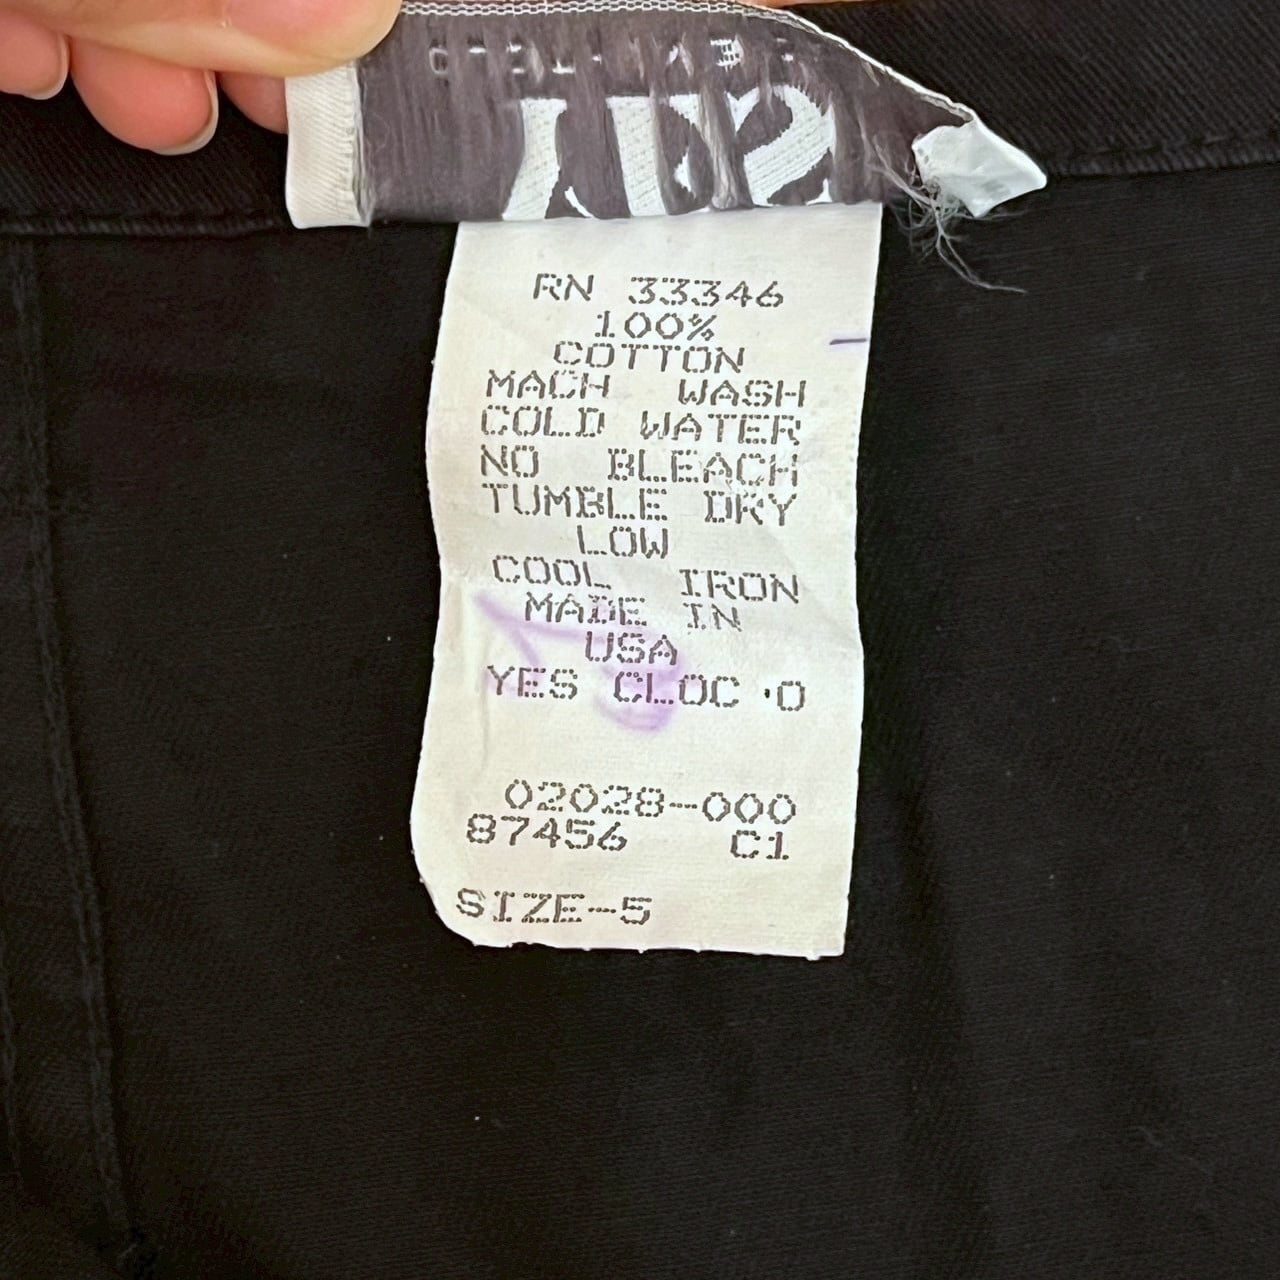 RN 33346
100%
COTTON
MACH WASH
COLD WATER
NO BLEACH
TUMBLE DRY
LOW
COOL IRON
MADE IN
USA
YES CLOC O
02028-000
87456 C1
SIZE-5